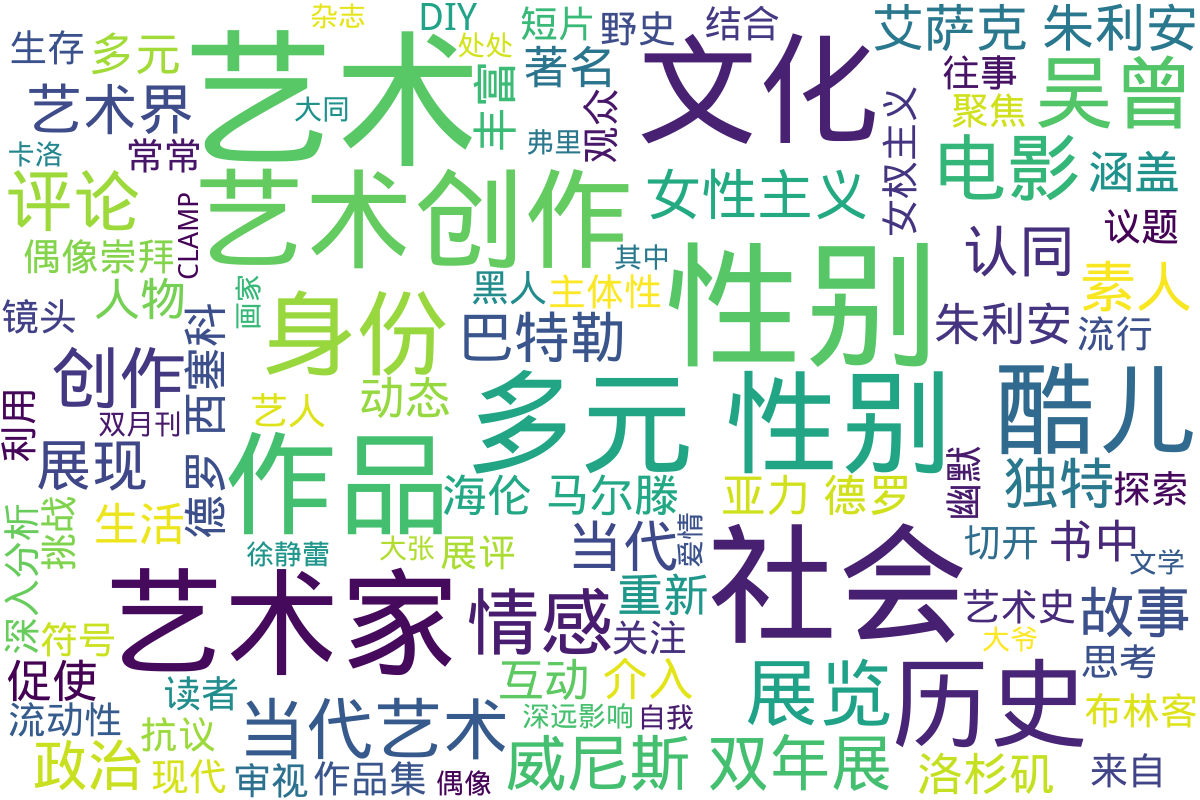 杂志
DIY
短片
野史
结合
艾萨克
朱利安
生存
多元
艺术
处处
著名
文化
往事
吴曾
艺术界
大同
丰富
弗里
观众
女权主义
聚焦
卡洛
常常
电影
涵盖
评论
CLAMP
艺术创作
女性主义
议题
偶像崇拜
其中
性别
认同
素人
人物
画家
身份
黑人
主体性
镜头
西塞科
巴特勒
朱利安
流行
创作
动态
多元
性别
酷儿
利用
双月刊
艺人
展现
德罗
作品
海伦
马尔滕
亚力
德罗
幽默
独特
探索
深入分析
挑战
生活
徐静蕾
大张
展评
当代
爱情
社会
切开
书中
文学
符号
艺术家
情感
重新
关注
艺术史
故事
大爷
思考
促使
读者
互动
介入
展览
历史
流动性
抗议
当代艺术
深远影响
自我
布林客
政治
现代
审视
作品集
偶像
威尼斯
双年展
洛杉矶
来自